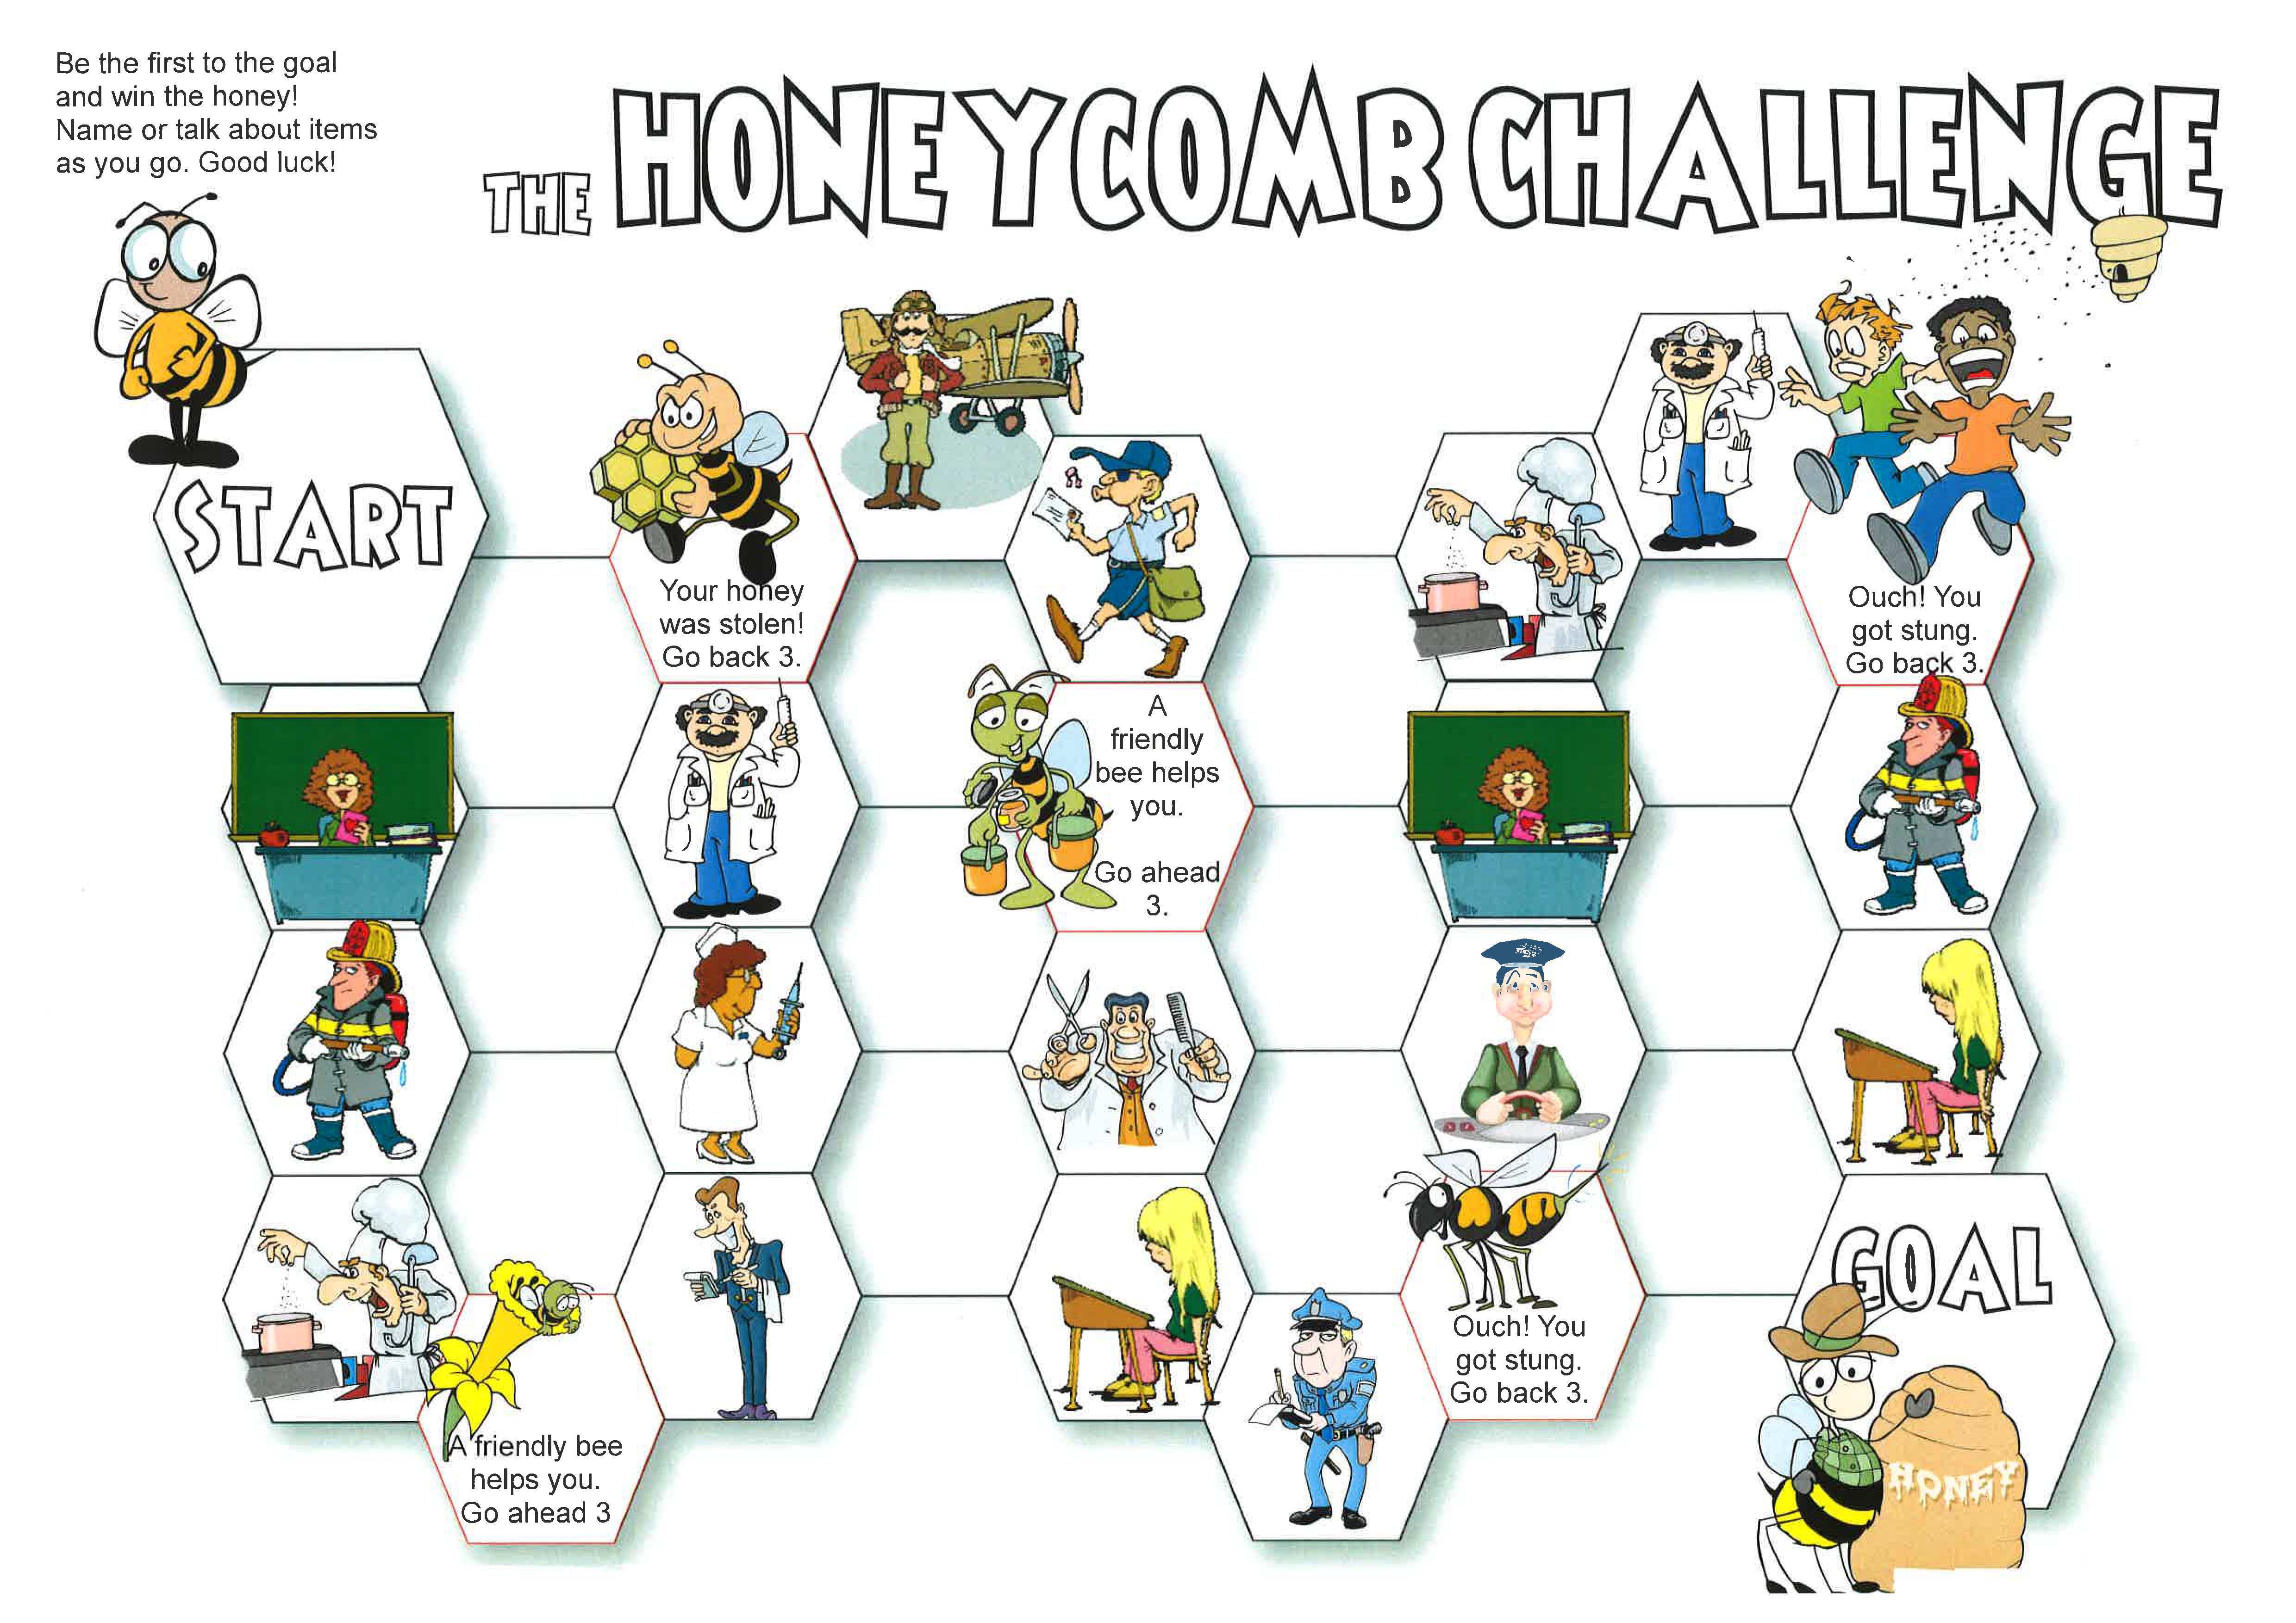 Be the first to the goal
and win the honey!
Name or talk about items
as you go. Good luck!
THE HONEYCOMB CHALLENGE
START
Your honey
was stolen!
Go back 3.
Ouch! You
got stung.
Go back 3.
A
friendly
bee helps
you.
Go ahead
3.
Ouch! You
got stung.
Go back 3.
A friendly bee
helps you.
Go ahead 3
GOAL
HONEY